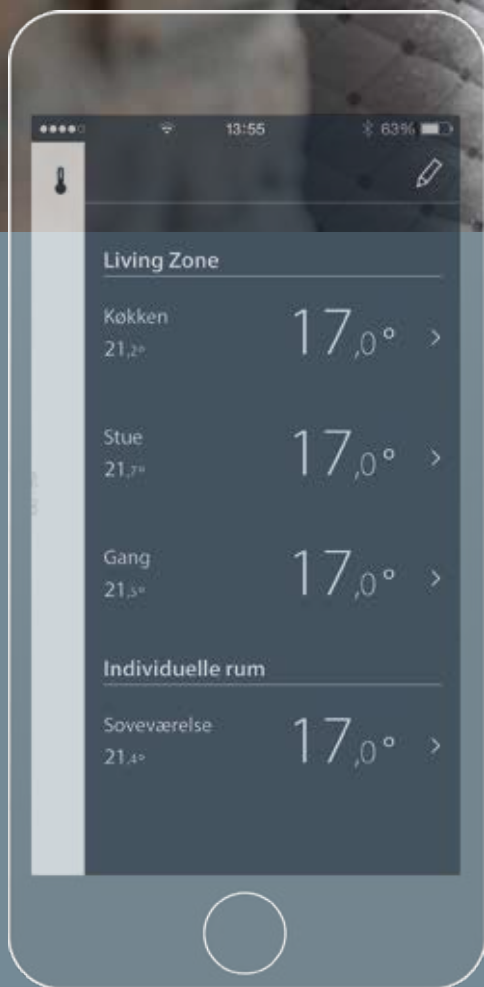 13:55
63%
Living Zone
Køkken
17,0°
21,2°
Stue
17,0°
21,7°
Gang
17,0°
21,5°
Individuelle rum
Soveværelse
17,0°
21,4°